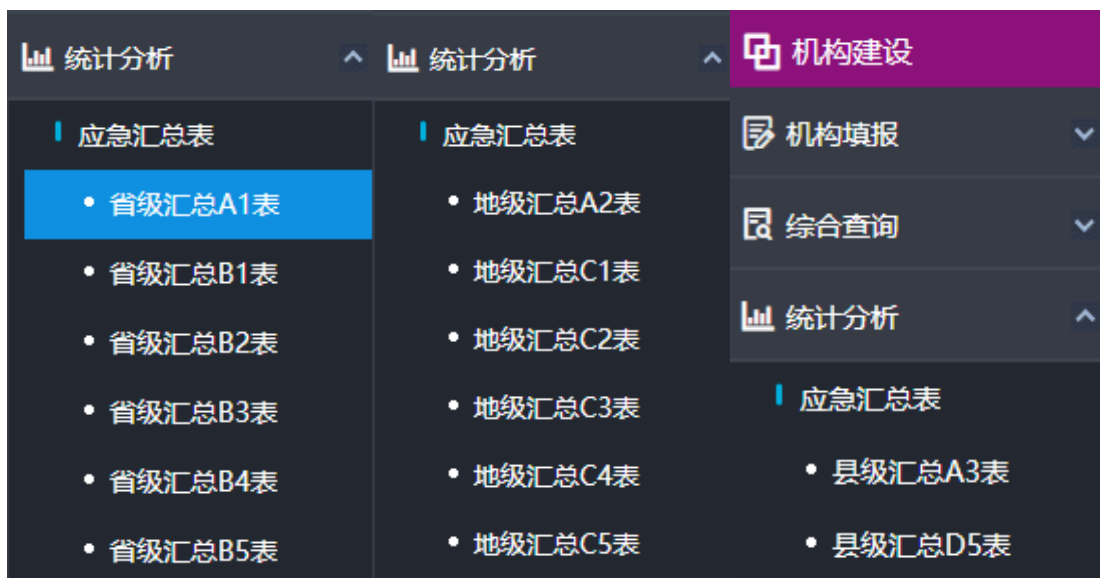 统计分析
应急汇总表
省级汇总A1表
省级汇总B1表
省级汇总B2表
省级汇总B3表
省级汇总B4表
省级汇总B5表
统计分析
应急汇总表
地级汇总A2表
地级汇总C1表
地级汇总C2表
地级汇总C3表
地级汇总C4表
地级汇总C5表
机构建设
机构填报
综合查询
统计分析
应急汇总表
县级汇总A3表
县级汇总D5表